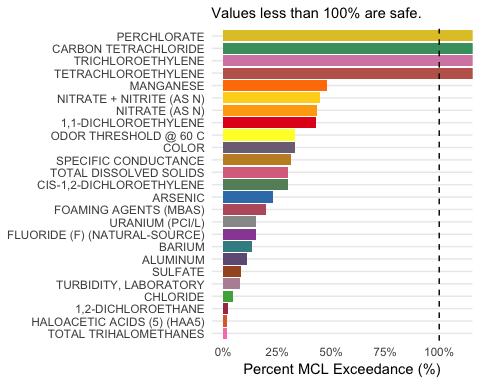 Values less than 100% are safe.
PERCHLORATE
CARBON TETRACHLORIDE
TRICHLOROETHYLENE
TETRACHLOROETHYLENE
MANGANESE
NITRATE + NITRITE (AS N)
NITRATE (AS N)
1,1-DICHLOROETHYLENE
ODOR THRESHOLD @ 60 C
COLOR
SPECIFIC CONDUCTANCE
TOTAL DISSOLVED SOLIDS
CIS-1,2-DICHLOROETHYLENE
ARSENIC
FOAMING AGENTS (MBAS)
URANIUM (PCI/L)
FLUORIDE (F) (NATURAL-SOURCE)
BARIUM
ALUMINUM
SULFATE
TURBIDITY, LABORATORY
CHLORIDE
1,2-DICHLOROETHANE
HALOACETIC ACIDS (5) (HAA5)
TOTAL TRIHALOMETHANES
0% 25% 50% 75% 100%
Percent MCL Exceedance (%)